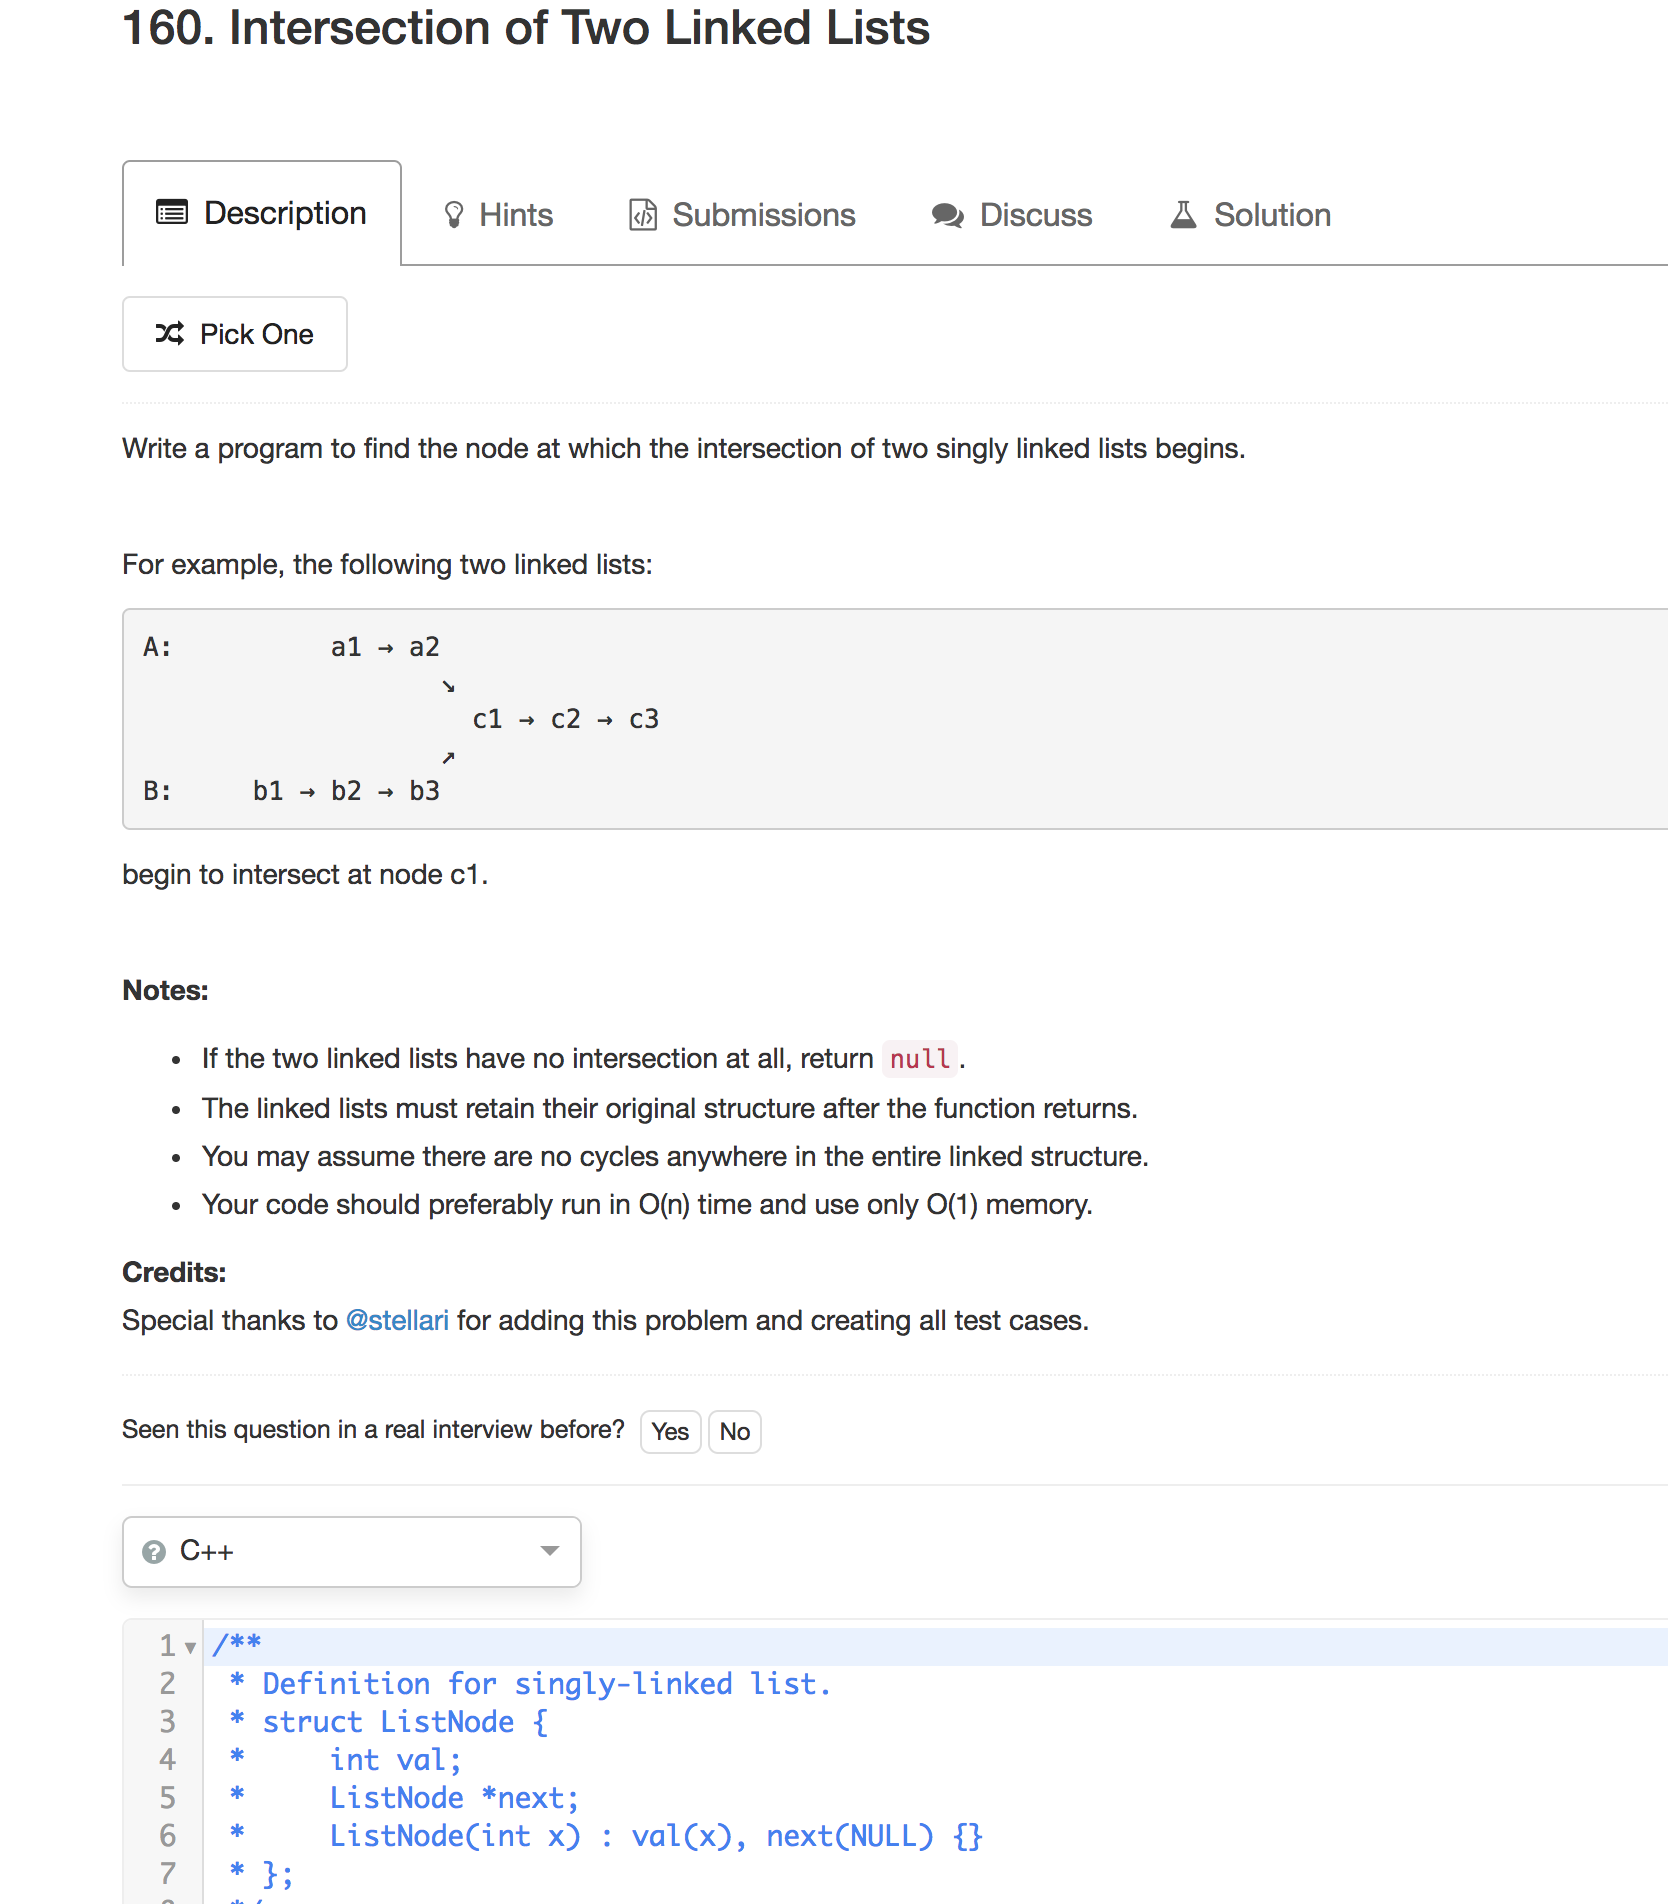 160. Intersection of Two Linked Lists
Description Hints Submissions Discuss Solution
Pick One
Write a program to find the node at which the intersection of two singly linked lists begins.
For example, the following two linked lists:
A:          a1 → a2
                   ↘
                     c1 → c2 → c3
                   ↗
B:     b1 → b2 → b3
begin to intersect at node c1.
Notes:
• If the two linked lists have no intersection at all, return null.
• The linked lists must retain their original structure after the function returns.
• You may assume there are no cycles anywhere in the entire linked structure.
• Your code should preferably run in O(n) time and use only O(1) memory.
Credits:
Special thanks to @stellari for adding this problem and creating all test cases.
Seen this question in a real interview before? Yes No
? C++
1 /**
2  * Definition for singly-linked list.
3  * struct ListNode {
4  *     int val;
5  *     ListNode *next;
6  *     ListNode(int x) : val(x), next(NULL) {}
7  * };